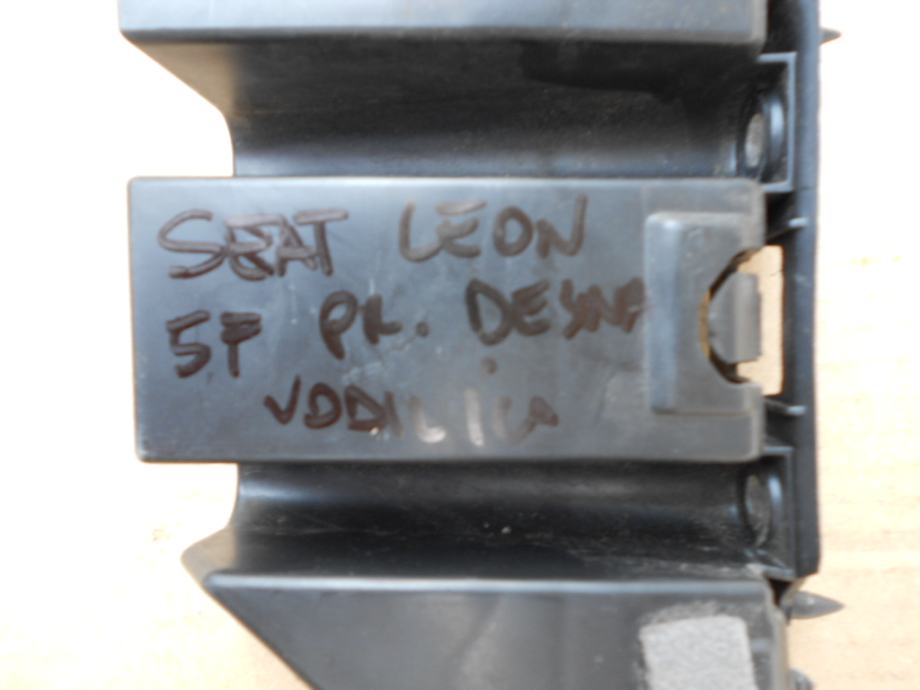 SEAT LEON
5F PR. DESNA
VODILICA